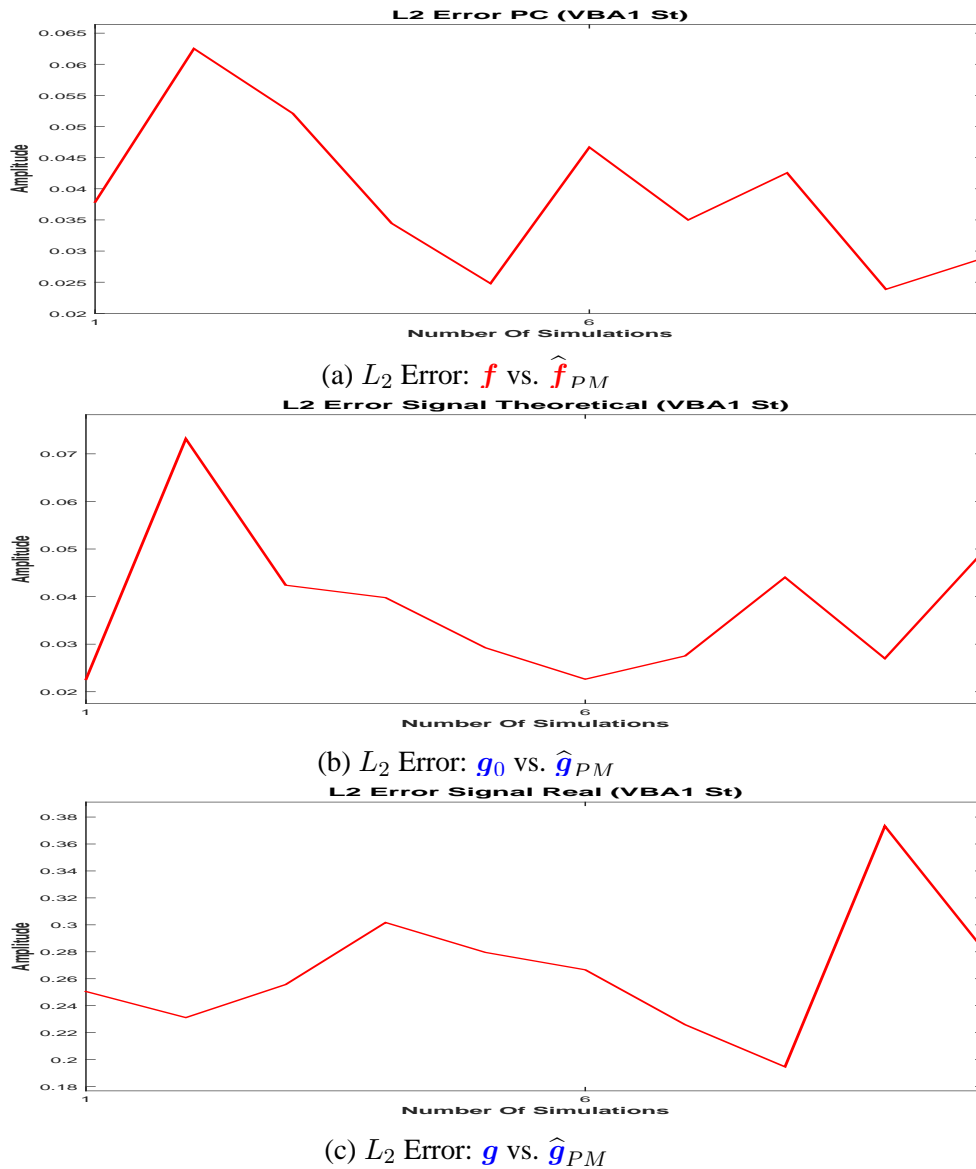 L2 Error PC (VBA1 St)
0.065
0.06
0.055
0.05
0.045
0.04
0.035
0.03
0.025
0.02
Amplitude
1 6
Number Of Simulations
(a) L₂ Error: f vs. f̂_PM
L2 Error Signal Theoretical (VBA1 St)
0.07
0.06
0.05
0.04
0.03
0.02
Amplitude
1 6
Number Of Simulations
(b) L₂ Error: g₀ vs. ĝ_PM
L2 Error Signal Real (VBA1 St)
0.38
0.36
0.34
0.32
0.3
0.28
0.26
0.24
0.22
0.2
0.18
Amplitude
1 6
Number Of Simulations
(c) L₂ Error: g vs. ĝ_PM